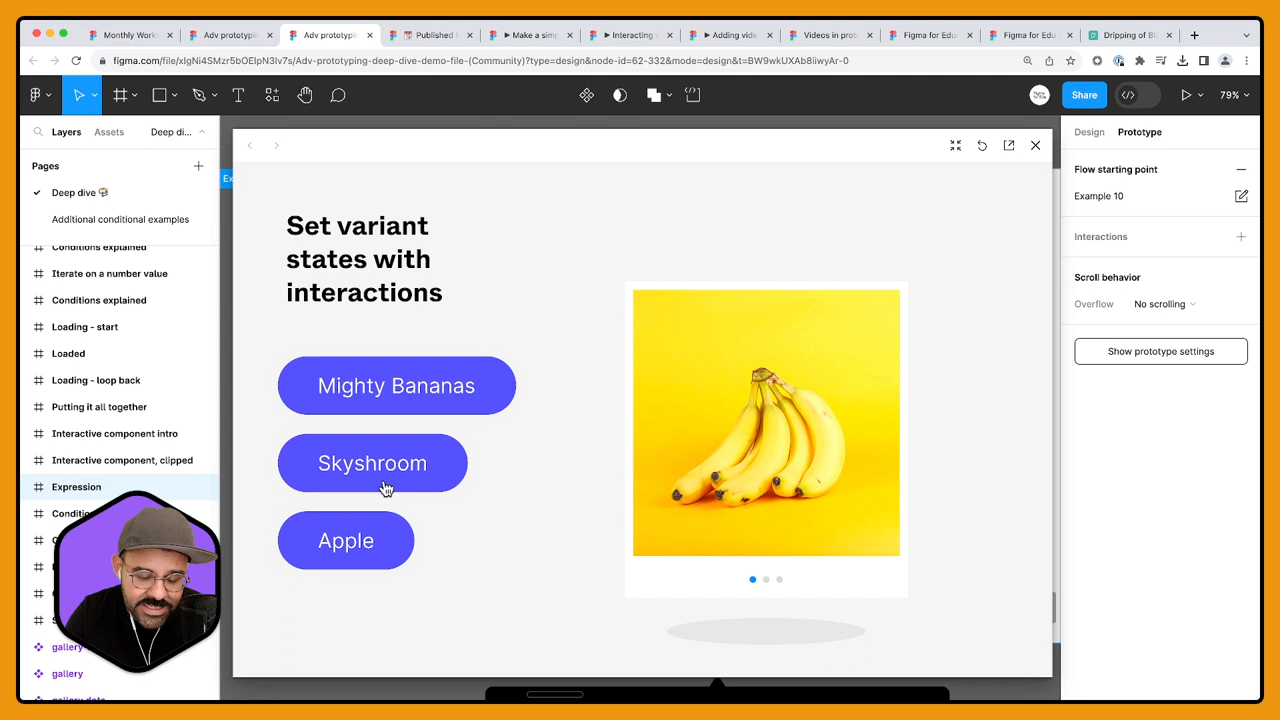 Monthly Work
Adv prototypin
Adv prototypin
Published
▶ Make a simp
▶ Interacting
▶ Adding video
Videos in prot
Figma for Edu
Figma for Edu
Dripping of Bl
figma.com/file/xIgNi4SMzr5bOEIpN3Iv7s/Adv-prototyping-deep-dive-demo-file-(Community)?type=design&node-id=62-332&mode=design&t=BW9wkUXAb8iiwyAr-0
Share
79%
Layers
Assets
Deep di...
Pages
Deep dive
Additional conditional examples
Conditions explained
Iterate on a number value
Conditions explained
Loading - start
Loaded
Loading - loop back
Putting it all together
Interactive component intro
Interactive component, clipped
Expression
gallery
gallery
Ex
Set variant
states with
interactions
Mighty Bananas
Skyshroom
Apple
Design
Prototype
Flow starting point
Example 10
Interactions
Scroll behavior
Overflow
No scrolling
Show prototype settings